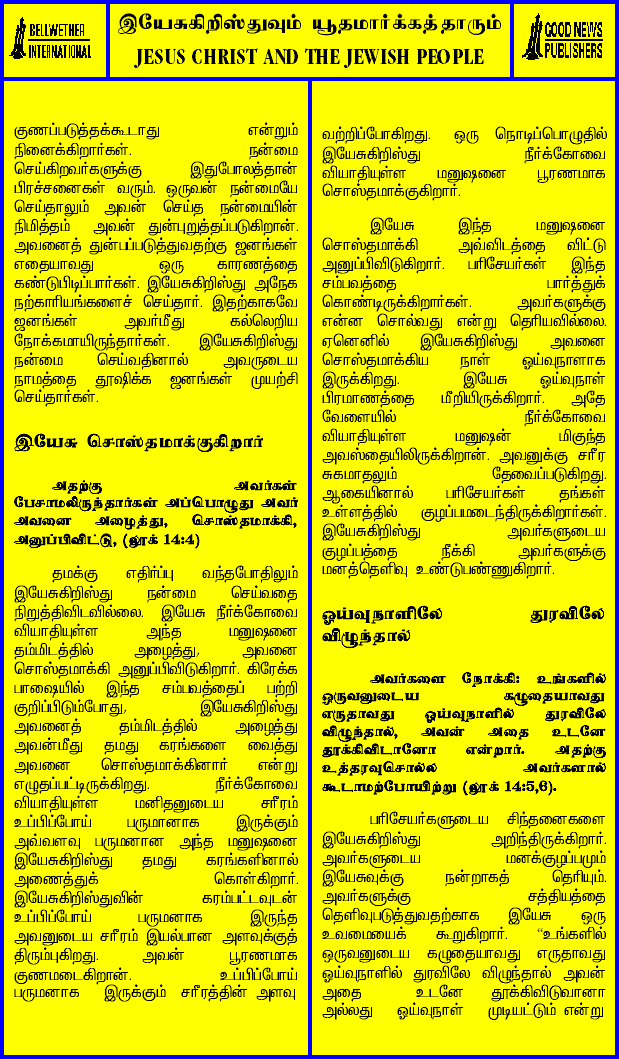 BELLWETHER
INTERNATIONAL
இயேசுகிறிஸ்துவும் யூதமார்க்கத்தாரும்
JESUS CHRIST AND THE JEWISH PEOPLE
GOOD NEWS
PUBLISHERS
குணப்படுத்தக்கூடாது என்றும்
நினைக்கிறார்கள். நன்மை
செய்கிறவர்களுக்கு இதுபோலத்தான்
பிரச்சனைகள் வரும். ஒருவன் நன்மையே
செய்தாலும் அவன் செய்த நன்மையின்
நிமித்தம் அவன் துன்புறுத்தப்படுகிறான்.
அவனைத் துன்பப்படுத்துவதற்கு ஜனங்கள்
எதையாவது ஒரு காரணத்தை
கண்டுபிடிப்பார்கள். இயேசுகிறிஸ்து அநேக
நற்காரியங்களைச் செய்தார். இதற்காகவே
ஜனங்கள் அவர்மீது கல்லெறிய
நோக்கமாயிருந்தார்கள். இயேசுகிறிஸ்து
நன்மை செய்வதினால் அவருடைய
நாமத்தை தூஷிக்க ஜனங்கள் முயற்சி
செய்தார்கள்.
இயேசு சொஸ்தமாக்குகிறார்
அதற்கு அவர்கள்
பேசாமலிருந்தார்கள் அப்பொழுது அவர்
அவனை அழைத்து, சொஸ்தமாக்கி,
அனுப்பிவிட்டு, (லூக் 14:4)
தமக்கு எதிர்ப்பு வந்தபோதிலும்
இயேசுகிறிஸ்து நன்மை செய்வதை
நிறுத்திவிடவில்லை. இயேசு நீர்க்கோவை
வியாதியுள்ள அந்த மனுஷனை
தம்மிடத்தில் அழைத்து, அவனை
சொஸ்தமாக்கி அனுப்பிவிடுகிறார். கிரேக்க
பாஷையில் இந்த சம்பவத்தைப் பற்றி
குறிப்பிடும்போது, இயேசுகிறிஸ்து
அவனைத் தம்மிடத்தில் அழைத்து
அவன்மீது தமது கரங்களை வைத்து
அவனை சொஸ்தமாக்கினார் என்று
எழுதப்பட்டிருக்கிறது. நீர்க்கோவை
வியாதியுள்ள மனிதனுடைய சரீரம்
உப்பிப்போய் பருமானாக இருக்கும்
அவ்வளவு பருமனான அந்த மனுஷனை
இயேசுகிறிஸ்து தமது கரங்களினால்
அணைத்துக் கொள்கிறார்.
இயேசுகிறிஸ்துவின் கரம்பட்டவுடன்
உப்பிப்போய் பருமனாக இருந்த
அவனுடைய சரீரம் இயல்பான அளவுக்குத்
திரும்புகிறது. அவன் பூரணமாக
குணமடைகிறான். உப்பிப்போய்
பருமனாக இருக்கும் சரீரத்தின் அளவு
வற்றிப்போகிறது. ஒரு நொடிப்பொழுதில்
இயேசுகிறிஸ்து நீர்க்கோவை
வியாதியுள்ள மனுஷனை பூரணமாக
சொஸ்தமாக்குகிறார்.
இயேசு இந்த மனுஷனை
சொஸ்தமாக்கி அவ்விடத்தை விட்டு
அனுப்பிவிடுகிறார். பரிசேயர்கள் இந்த
சம்பவத்தை பார்த்துக்
கொண்டிருக்கிறார்கள். அவர்களுக்கு
என்ன சொல்வது என்று தெரியவில்லை.
ஏனெனில் இயேசுகிறிஸ்து அவனை
சொஸ்தமாக்கிய நாள் ஓய்வுநாளாக
இருக்கிறது. இயேசு ஓய்வுநாள்
பிரமாணத்தை மீறியிருக்கிறார். அதே
வேளையில் நீர்க்கோவை
வியாதியுள்ள மனுஷன் மிகுந்த
அவஸ்தையிலிருக்கிறான். அவனுக்கு சரீர
சுகமாதலும் தேவைப்படுகிறது.
ஆகையினால் பரிசேயர்கள் தங்கள்
உள்ளத்தில் குழப்பமடைந்திருக்கிறார்கள்.
இயேசுகிறிஸ்து அவர்களுடைய
குழப்பத்தை நீக்கி அவர்களுக்கு
மனத்தெளிவு உண்டுபண்ணுகிறார்.
ஓய்வுநாளிலே துரவிலே
விழுந்தால்
அவர்களை நோக்கி: உங்களில்
ஒருவனுடைய கழுதையாவது
எருதாவது ஓய்வுநாளில் துரவிலே
விழுந்தால், அவன் அதை உடனே
தூக்கிவிடானோ என்றார். அதற்கு
உத்தரவுசொல்ல அவர்களால்
கூடாமற்போயிற்று (லூக் 14:5,6).
பரிசேயர்களுடைய சிந்தனைகளை
இயேசுகிறிஸ்து அறிந்திருக்கிறார்.
அவர்களுடைய மனக்குழப்பமும்
இயேசுவுக்கு நன்றாகத் தெரியும்.
அவர்களுக்கு சத்தியத்தை
தெளிவுபடுத்துவதற்காக இயேசு ஒரு
உவமையைக் கூறுகிறார். “உங்களில்
ஒருவனுடைய கழுதையாவது எருதாவது
ஓய்வுநாளில் துரவிலே விழுந்தால் அவன்
அதை உடனே தூக்கிவிடுவானா
அல்லது ஓய்வுநாள் முடியட்டும் என்று